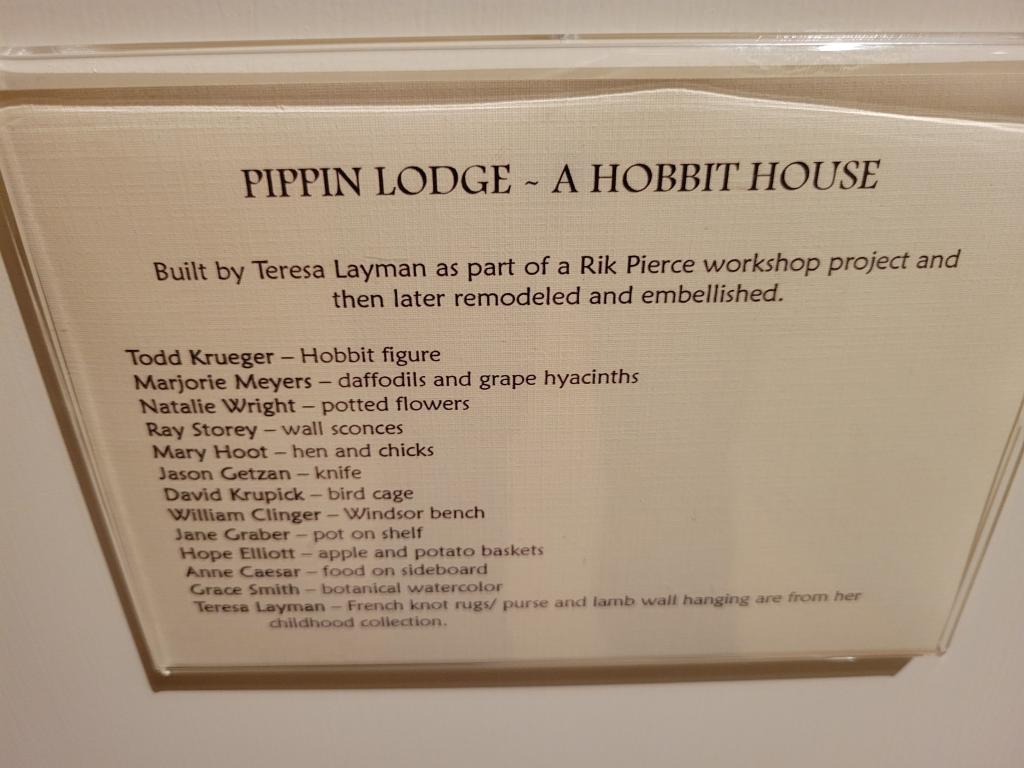 PIPPIN LODGE ~ A HOBBIT HOUSE
Built by Teresa Layman as part of a Rik Pierce workshop project and
then later remodeled and embellished.
Todd Krueger – Hobbit figure
Marjorie Meyers – daffodils and grape hyacinths
Natalie Wright – potted flowers
Ray Storey – wall sconces
Mary Hoot – hen and chicks
Jason Getzan – knife
David Krupick – bird cage
William Clinger – Windsor bench
Jane Graber – pot on shelf
Hope Elliott – apple and potato baskets
Anne Caesar – food on sideboard
Grace Smith – botanical watercolor
Teresa Layman – French knot rugs/ purse and lamb wall hanging are from her
childhood collection.